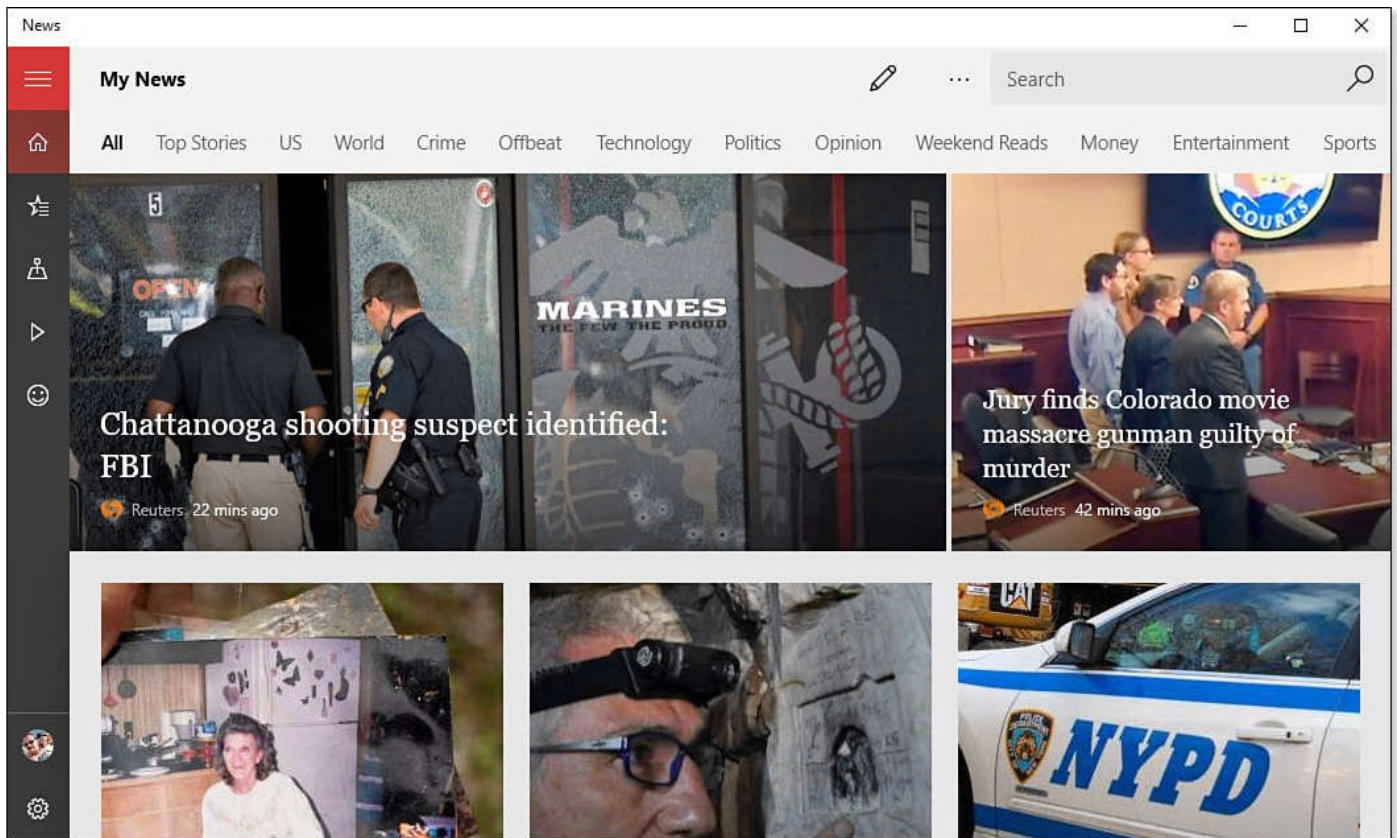 News
My News
Search
All Top Stories US World Crime Offbeat Technology Politics Opinion Weekend Reads Money Entertainment Sports
5
OPEN
MARINES
THE FEW THE PROUD
COURTS
Chattanooga shooting suspect identified:
FBI
Reuters 22 mins ago
Jury finds Colorado movie
massacre gunman guilty of
murder
Reuters 42 mins ago
CAT
POLICE
NYPD